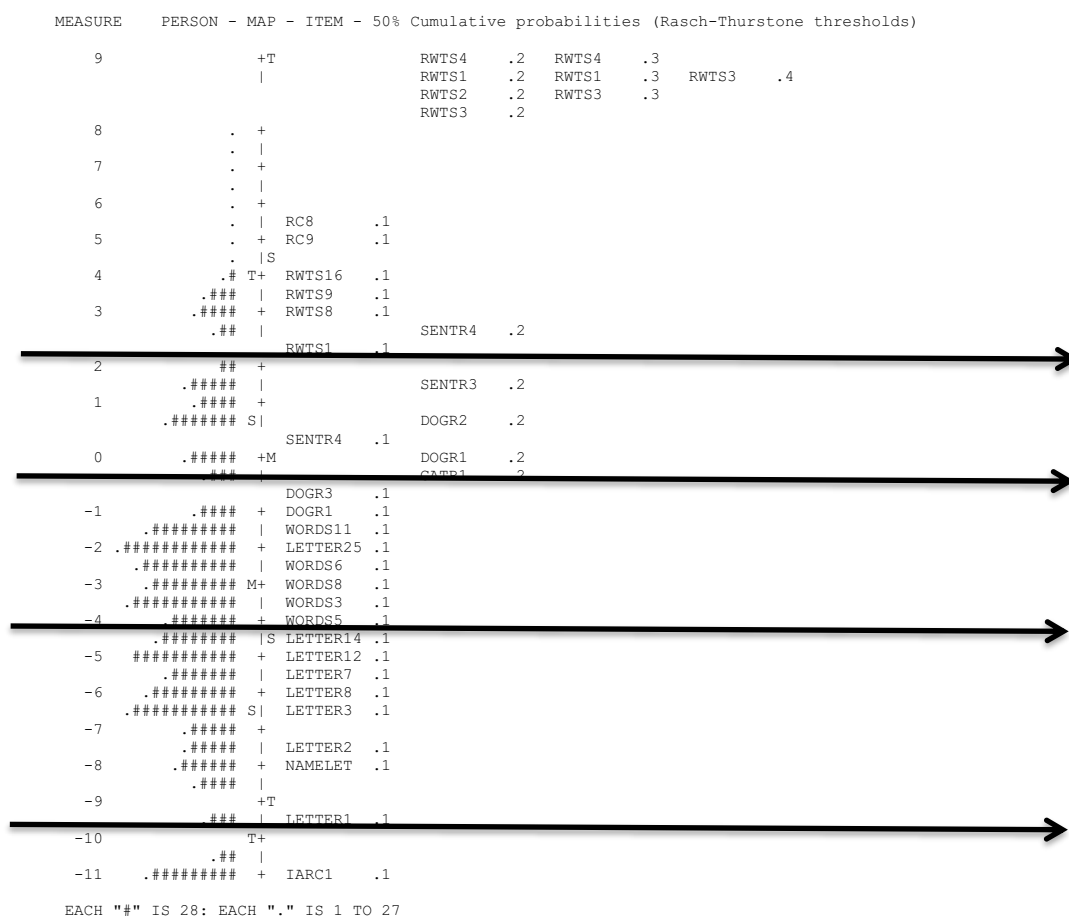 MEASURE PERSON - MAP - ITEM - 50% Cumulative probabilities (Rasch-Thurstone thresholds)
9 +T RWTS4 .2 RWTS4 .3
| RWTS1 .2 RWTS1 .3 RWTS3 .4
RWTS2 .2 RWTS3 .3
RWTS3 .2
8 . +
. |
7 . +
. |
6 . +
. | RC8 .1
5 . + RC9 .1
. |S
4 .# T+ RWTS16 .1
.### | RWTS9 .1
3 .#### + RWTS8 .1
.## | SENTR4 .2
RWTS1 .1
2 ## +
.##### | SENTR3 .2
1 .#### +
.####### S| DOGR2 .2
SENTR4 .1
0 .##### +M DOGR1 .2
.### | CATR1 .2
DOGR3 .1
-1 .#### + DOGR1 .1
.######### | WORDS11 .1
-2 .############ + LETTER25 .1
.########## | WORDS6 .1
-3 .######### M+ WORDS8 .1
.########### | WORDS3 .1
-4 .####### + WORDS5 .1
.######## |S LETTER14 .1
-5 ########### + LETTER12 .1
.####### | LETTER7 .1
-6 .######### + LETTER8 .1
.########### S| LETTER3 .1
-7 .##### +
.##### | LETTER2 .1
-8 .###### + NAMELET .1
.#### |
-9 +T
.### | LETTER1 .1
-10 T+
.## |
-11 .######### + IARC1 .1
EACH "#" IS 28: EACH "." IS 1 TO 27